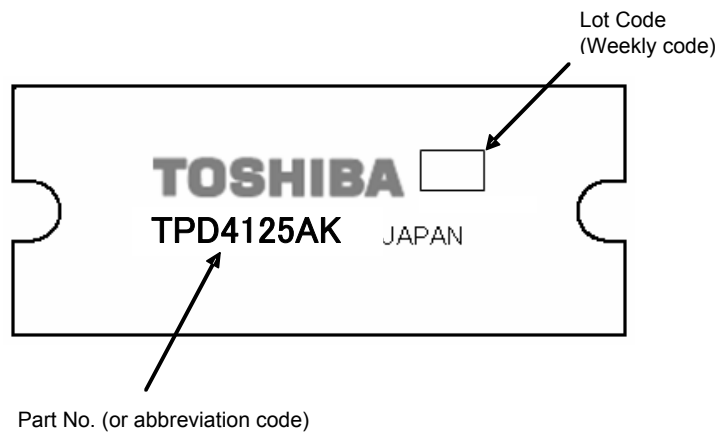 Lot Code
(Weekly code)
TOSHIBA
TPD4125AK JAPAN
Part No. (or abbreviation code)